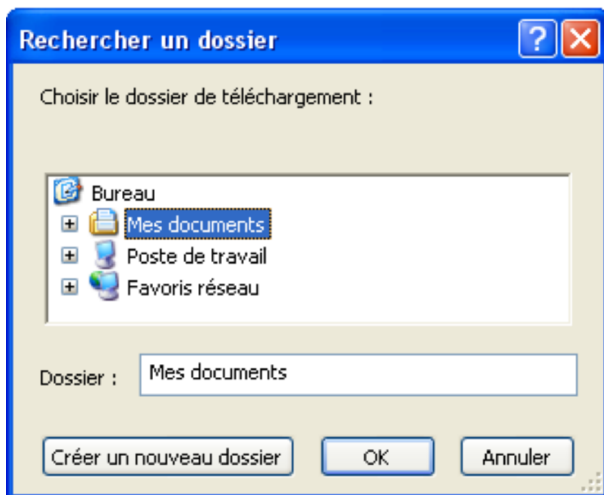 Rechercher un dossier
Choisir le dossier de téléchargement :
Bureau
Mes documents
Poste de travail
Favoris réseau
Dossier : Mes documents
Créer un nouveau dossier OK Annuler